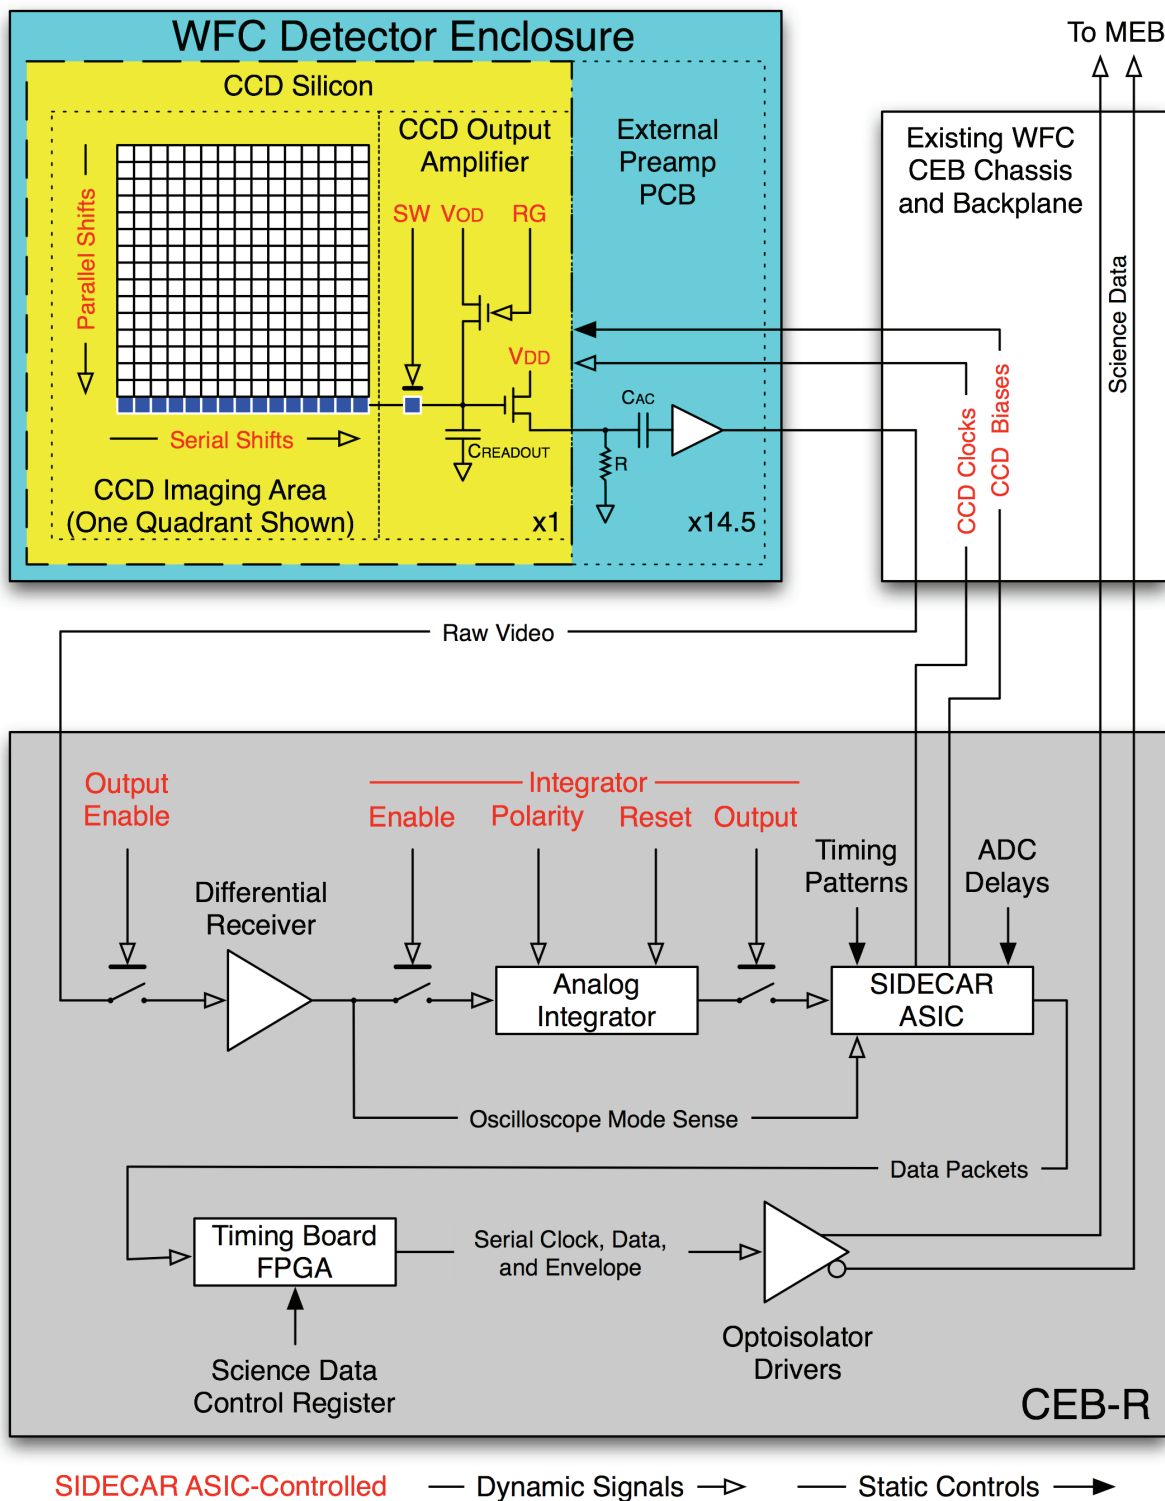 WFC Detector Enclosure
To MEB
CCD Silicon
CCD Output
Amplifier
External
Preamp
PCB
Existing WFC
CEB Chassis
and Backplane
SW VOD RG
Parallel Shifts
VDD
Science Data
CAC
CCD Clocks
CCD Biases
Serial Shifts
CREADOUT
R
CCD Imaging Area
(One Quadrant Shown)
x1
x14.5
Raw Video
Output
Enable
Integrator
Enable Polarity Reset Output
Timing
Patterns
ADC
Delays
Differential
Receiver
Analog
Integrator
SIDECAR
ASIC
Oscilloscope Mode Sense
Data Packets
Timing Board
FPGA
Serial Clock, Data,
and Envelope
Optoisolator
Drivers
Science Data
Control Register
CEB-R
SIDECAR ASIC-Controlled
Dynamic Signals
Static Controls